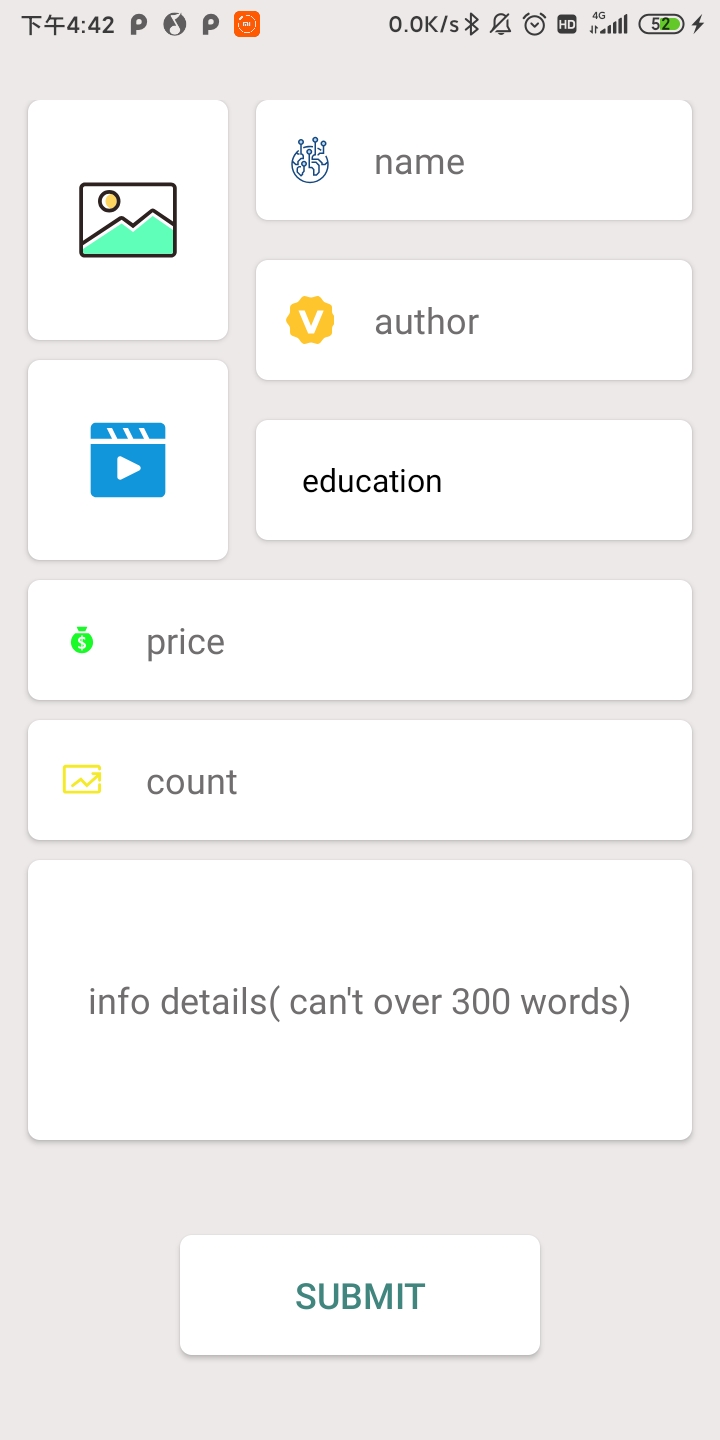 下午4:42 0.0K/s HD 4G 52
name
V author
education
$ price
count
info details( can't over 300 words)
SUBMIT